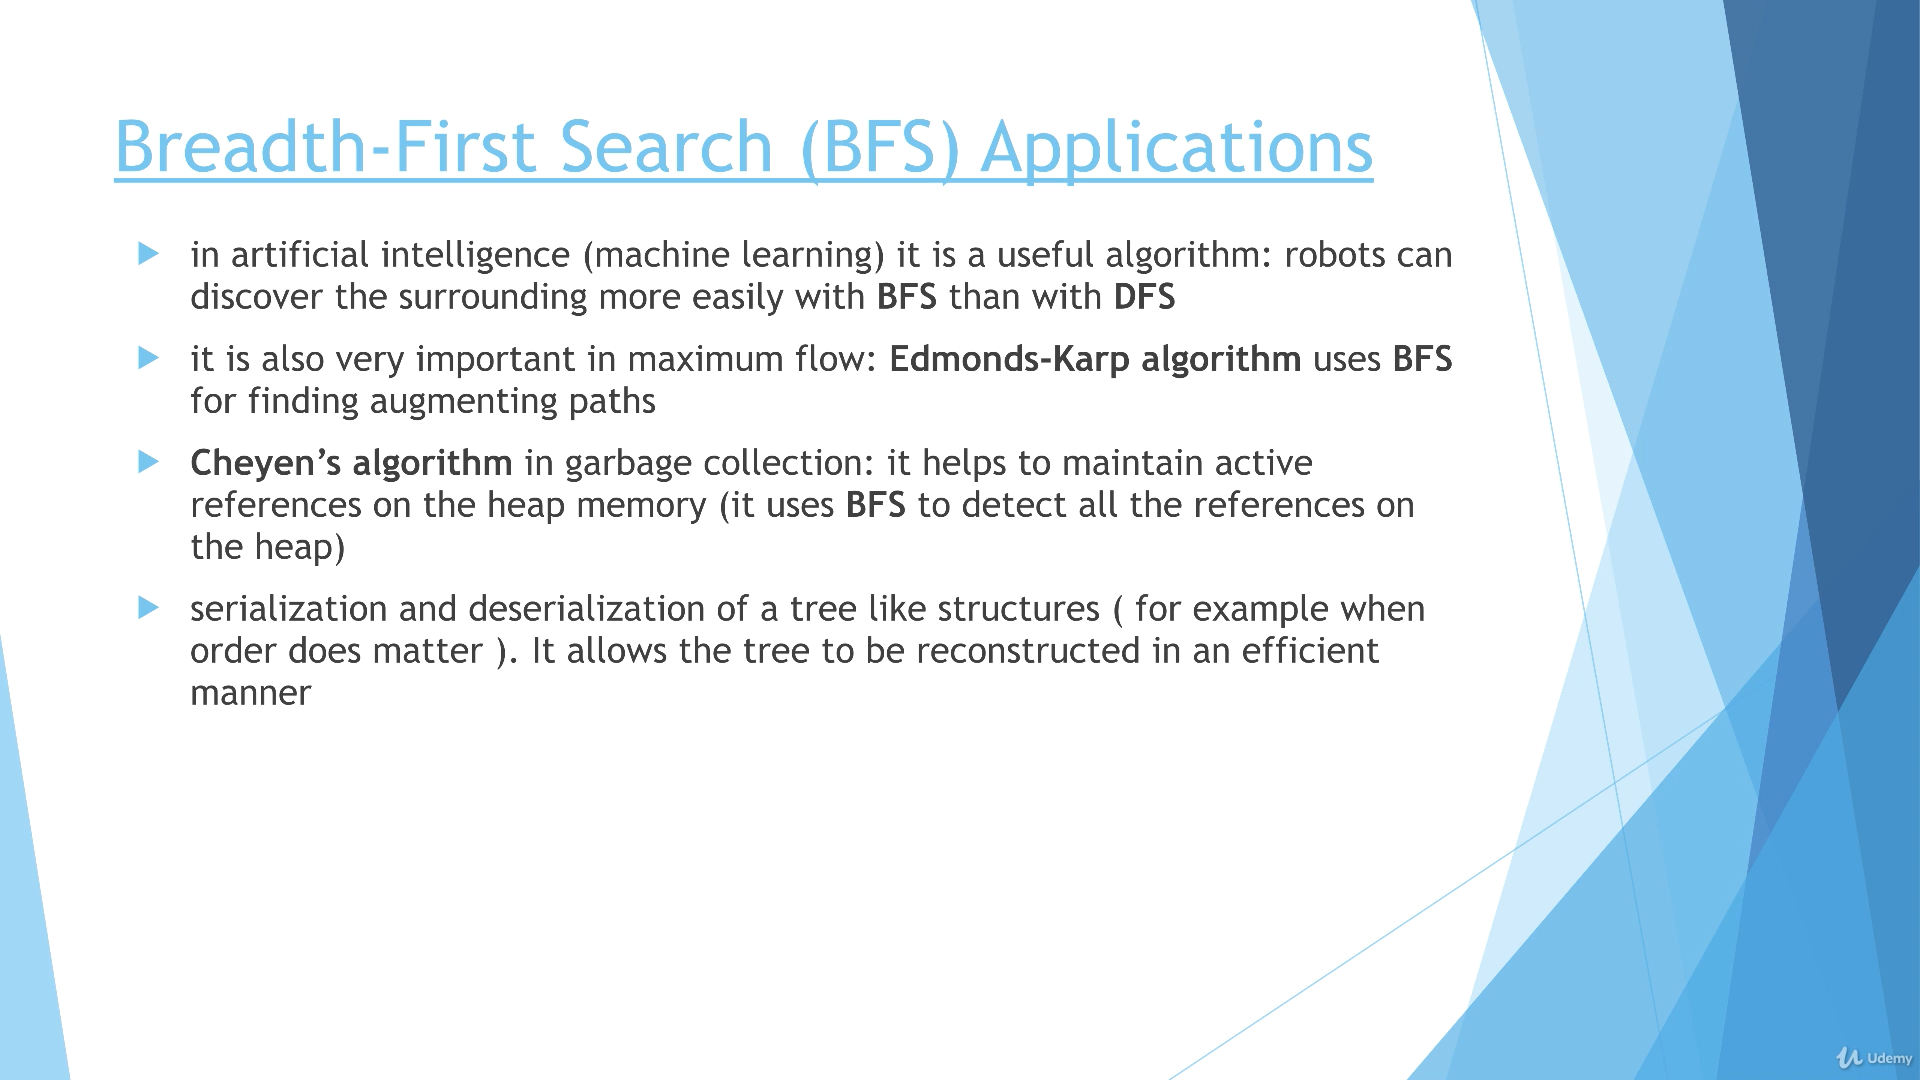 Breadth-First Search (BFS) Applications
in artificial intelligence (machine learning) it is a useful algorithm: robots can
discover the surrounding more easily with BFS than with DFS
it is also very important in maximum flow: Edmonds-Karp algorithm uses BFS
for finding augmenting paths
Cheyen’s algorithm in garbage collection: it helps to maintain active
references on the heap memory (it uses BFS to detect all the references on
the heap)
serialization and deserialization of a tree like structures ( for example when
order does matter ). It allows the tree to be reconstructed in an efficient
manner
Udemy